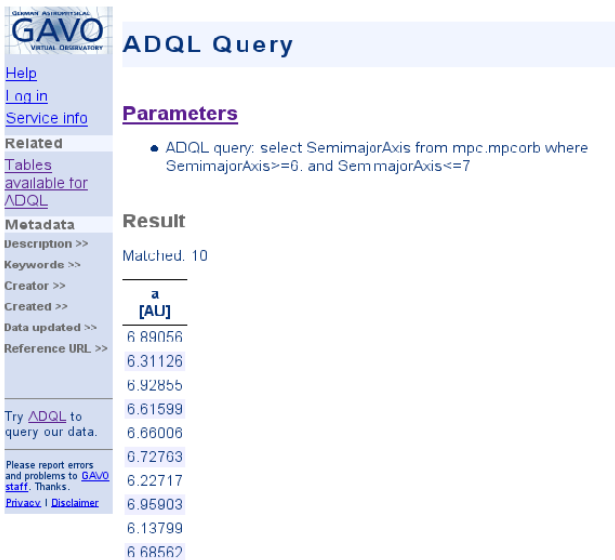 GERMAN ASTROPHYSICAL
GAVO
VIRTUAL OBSERVATORY
Help
Log in
Service info
Related
Tables
available for
ADQL
Metadata
Description >>
Keywords >>
Creator >>
Created >>
Data updated >>
Reference URL >>
Try ADQL to
query our data.
Please report errors
and problems to GAVO
staff. Thanks.
Privacy | Disclaimer
ADQL Query
Parameters
• ADQL query: select SemimajorAxis from mpc.mpcorb where
SemimajorAxis>=6. and SemimajorAxis<=7
Result
Matched: 10
a
[AU]
6.89056
6.31126
6.92855
6.61599
6.66006
6.72763
6.22717
6.95903
6.13799
6.68562